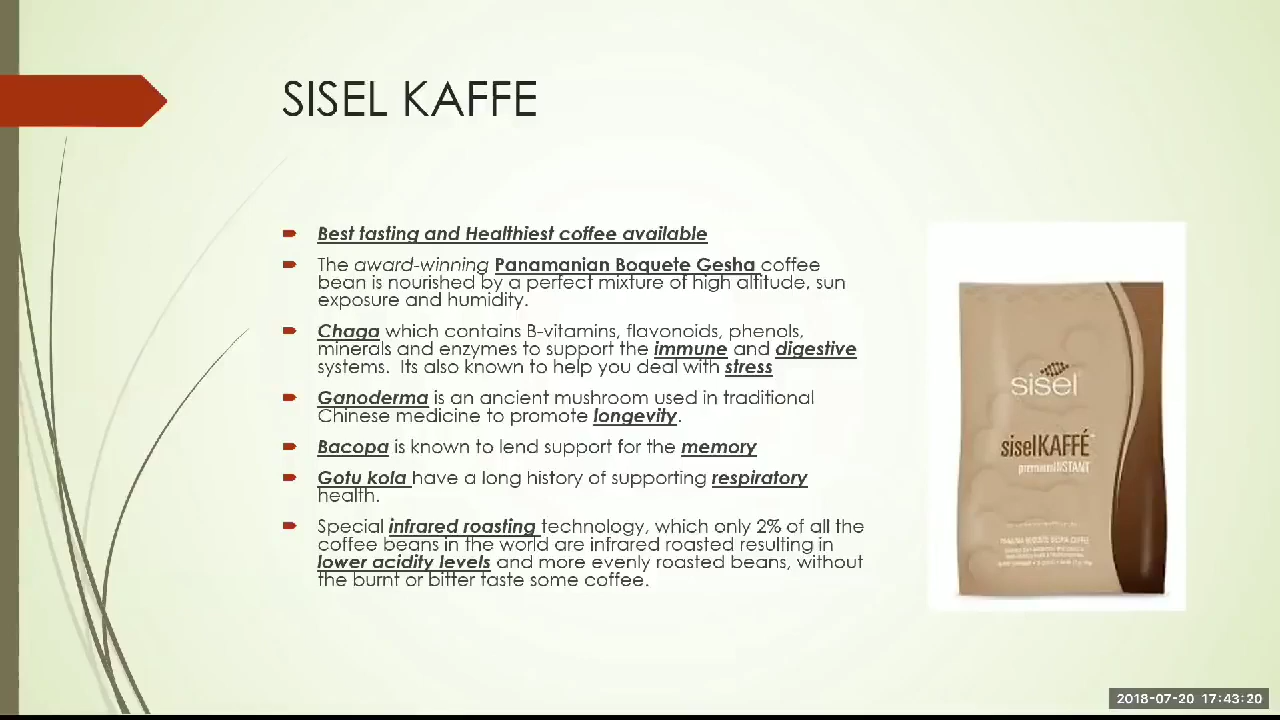 SISEL KAFFE
Best tasting and Healthiest coffee available
The award-winning Panamanian Boquete Gesha coffee
bean is nourished by a perfect mixture of high altitude, sun
exposure and humidity.
Chaga which contains B-vitamins, flavonoids, phenols,
minerals and enzymes to support the immune and digestive
systems.  Its also known to help you deal with stress
Ganoderma is an ancient mushroom used in traditional
Chinese medicine to promote longevity.
Bacopa is known to lend support for the memory
Gotu kola have a long history of supporting respiratory
health.
Special infrared roasting technology, which only 2% of all the
coffee beans in the world are infrared roasted resulting in
lower acidity levels and more evenly roasted beans, without
the burnt or bitter taste some coffee.
sisel
siselKAFFÉ
premiumINSTANT
2018-07-20 17:43:20